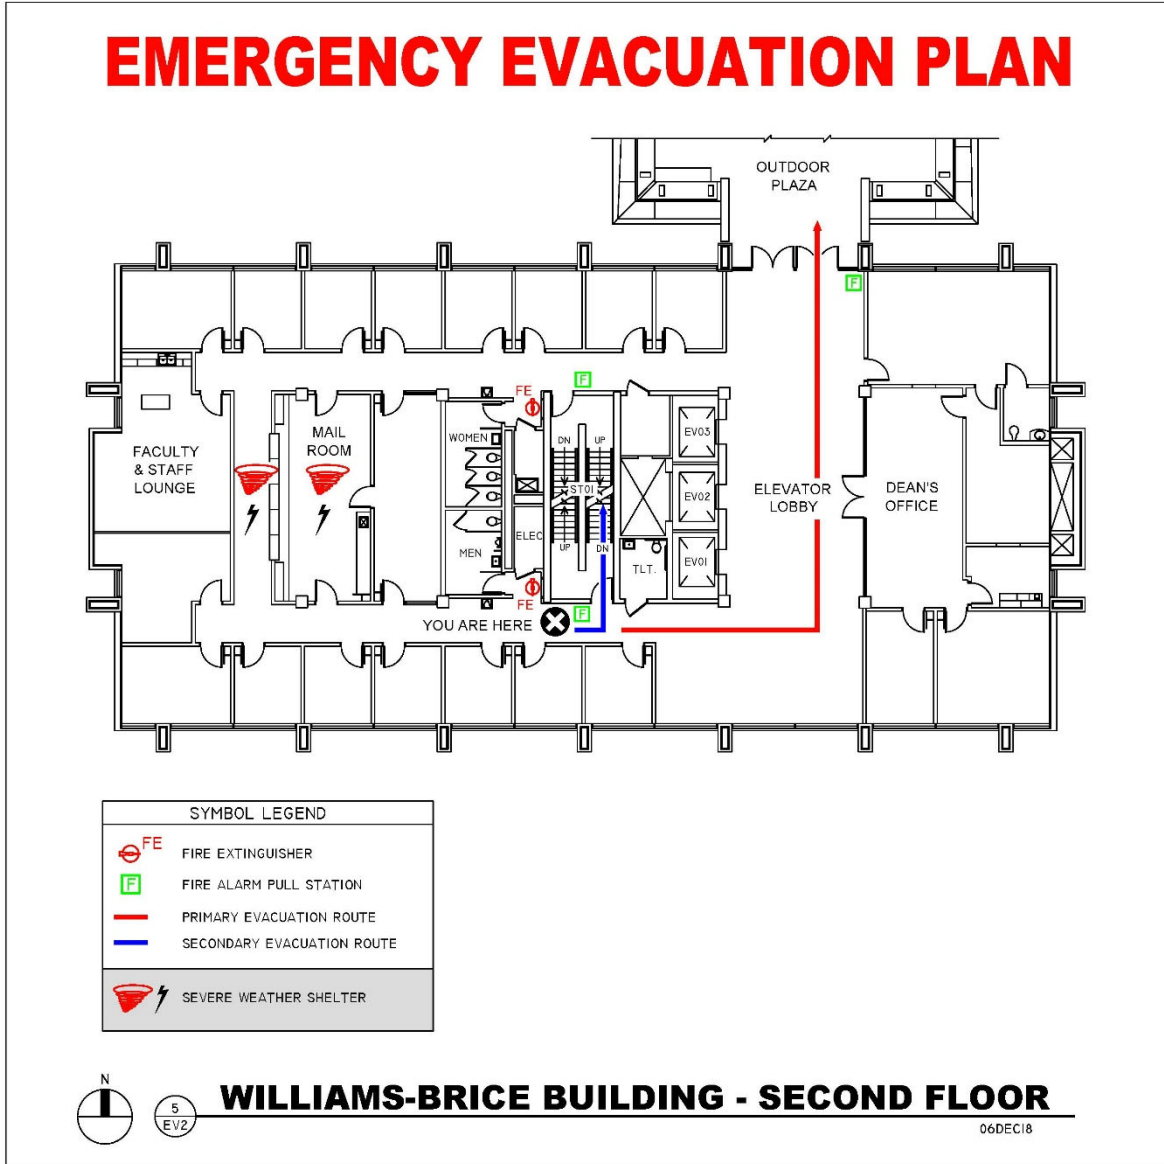 EMERGENCY EVACUATION PLAN
OUTDOOR
PLAZA
F
F
FE
WOMEN
MAIL
ROOM
FACULTY
& STAFF
LOUNGE
DN
UP
EV03
ST01
EV02
ELEVATOR
LOBBY
DEAN'S
OFFICE
ELEC
MEN
UP
DN
TLT.
EV01
FE
F
YOU ARE HERE
SYMBOL LEGEND
FE FIRE EXTINGUISHER
F FIRE ALARM PULL STATION
PRIMARY EVACUATION ROUTE
SECONDARY EVACUATION ROUTE
SEVERE WEATHER SHELTER
N
5
EV2
WILLIAMS-BRICE BUILDING - SECOND FLOOR
06DEC18